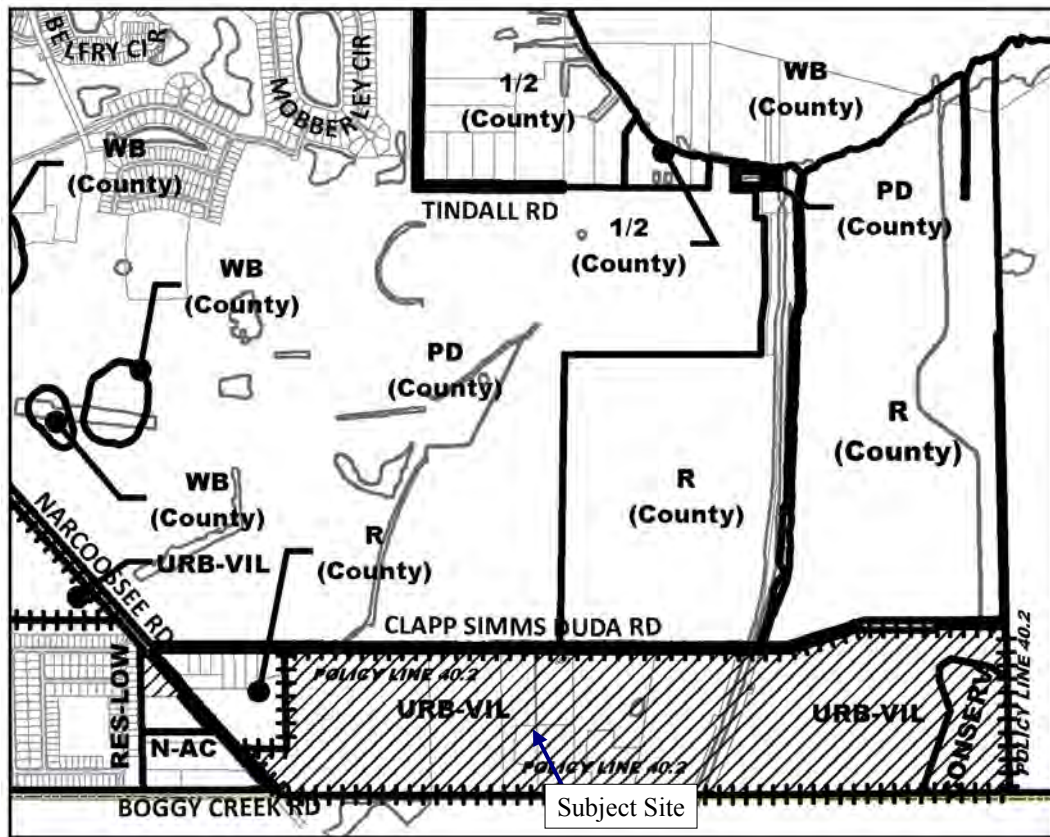 BELFRY CIR
MOBBERLEY CIR
1/2
(County)
WB
(County)
WB
(County)
TINDALL RD
PD
(County)
1/2
(County)
WB
(County)
PD
(County)
R
(County)
WB
(County)
R
(County)
R
(County)
NARCOOSSEE RD
URB-VIL
CLAPP SIMMS DUDA RD
POLICY LINE 40.2
POLICY LINE 40.2
RES-LOW
URB-VIL
URB-VIL
CONSERV
N-AC
POLICY LINE 40.2
BOGGY CREEK RD
Subject Site